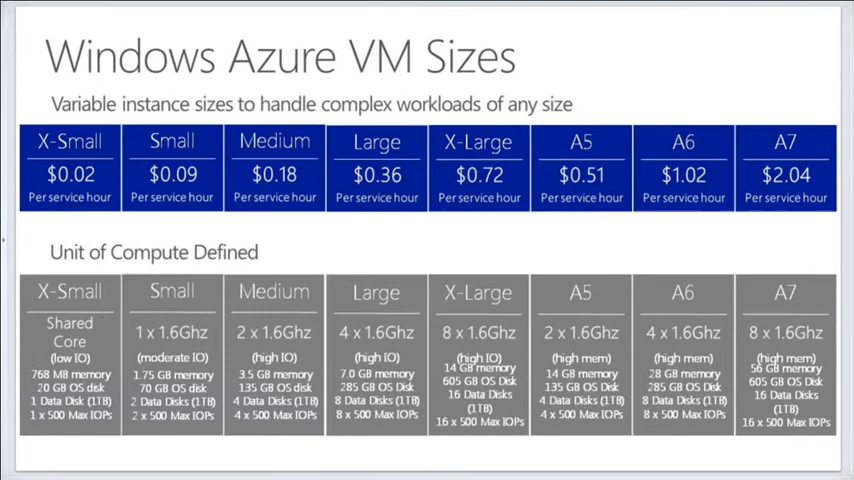 Windows Azure VM Sizes
Variable instance sizes to handle complex workloads of any size
X-Small Small Medium Large X-Large A5 A6 A7
$0.02 $0.09 $0.18 $0.36 $0.72 $0.51 $1.02 $2.04
Per service hour Per service hour Per service hour Per service hour Per service hour Per service hour Per service hour Per service hour
Unit of Compute Defined
X-Small
Shared
Core
(low IO)
768 MB memory
20 GB OS disk
1 Data Disk (1TB)
1 x 500 Max IOPs
Small
1 x 1.6Ghz
(moderate IO)
1.75 GB memory
70 GB OS disk
2 Data Disks (1TB)
2 x 500 Max IOPs
Medium
2 x 1.6Ghz
(high IO)
3.5 GB memory
135 GB OS disk
4 Data Disks (1TB)
4 x 500 Max IOPs
Large
4 x 1.6Ghz
(high IO)
7.0 GB memory
285 GB OS Disk
8 Data Disks (1TB)
8 x 500 Max IOPs
X-Large
8 x 1.6Ghz
(high IO)
14 GB memory
605 GB OS Disk
16 Data Disks
(1TB)
16 x 500 Max IOPs
A5
2 x 1.6Ghz
(high mem)
14 GB memory
135 GB OS Disk
4 Data Disks (1TB)
4 x 500 Max IOPs
A6
4 x 1.6Ghz
(high mem)
28 GB memory
285 GB OS Disk
8 Data Disks (1TB)
8 x 500 Max IOPs
A7
8 x 1.6Ghz
(high mem)
56 GB memory
605 GB OS Disk
16 Data Disks
(1TB)
16 x 500 Max IOPs